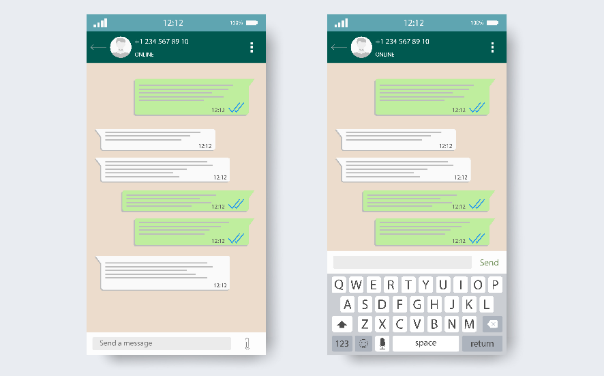 12:12
100%
+1 234 567 89 10
ONLINE
12:12
12:12
12:12
12:12
12:12
12:12
Send a message
12:12
100%
+1 234 567 89 10
ONLINE
12:12
12:12
12:12
12:12
12:12
Send
Q W E R T Y U I O P
A S D F G H J K L
Z X C V B N M
123 space return